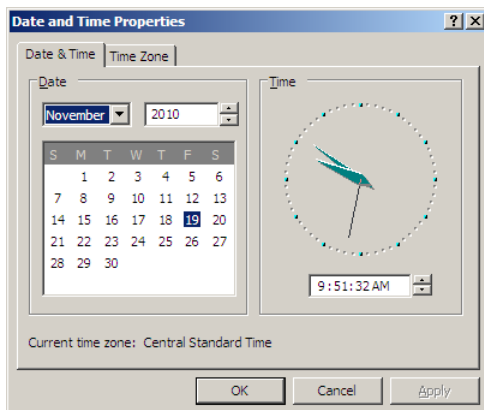 Date and Time Properties
Date & Time Time Zone
Date
November 2010
S M T W T F S
1 2 3 4 5 6
7 8 9 10 11 12 13
14 15 16 17 18 19 20
21 22 23 24 25 26 27
28 29 30
Time
9:51:32 AM
Current time zone: Central Standard Time
OK Cancel Apply